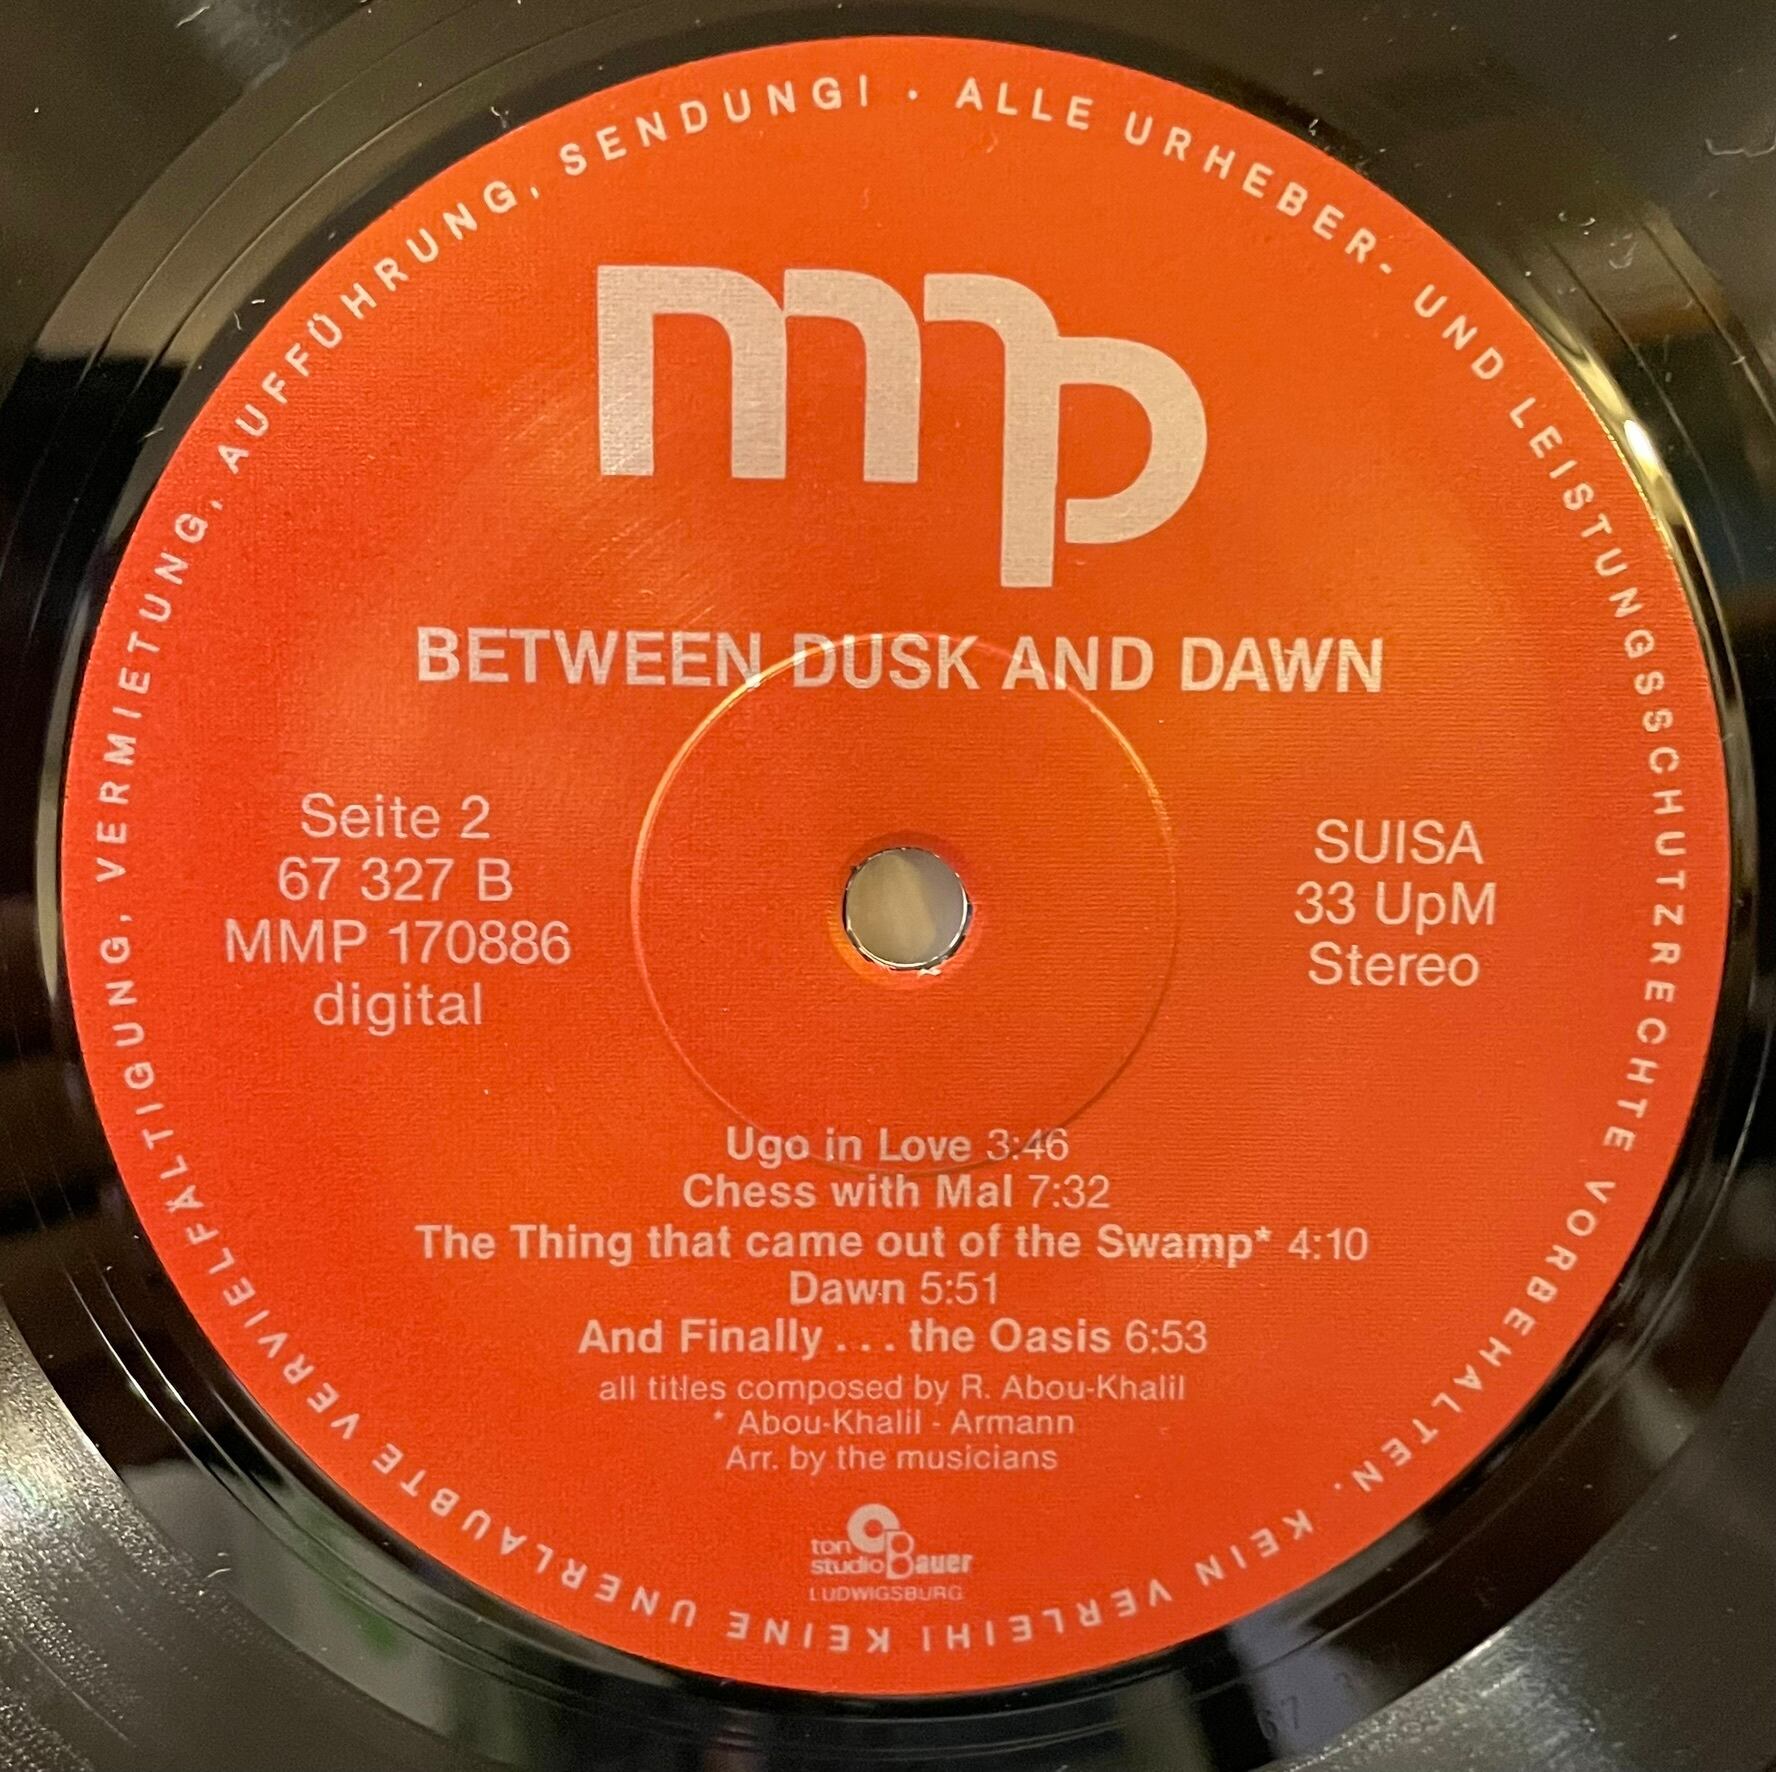 ALLE URHEBER- UND LEISTUNGSSCHUTZRECHTE VORBEHALTEN. KEIN VERLEIH! KEINE UNERLAUBTE VERVIELFÄLTIGUNG, VERMIETUNG, AUFFÜHRUNG, SENDUNG! ·
mmp
BETWEEN DUSK AND DAWN
Seite 2
67 327 B
MMP 170886
digital
SUISA
33 UpM
Stereo
Ugo in Love 3:46
Chess with Mal 7:32
The Thing that came out of the Swamp* 4:10
Dawn 5:51
And Finally . . . the Oasis 6:53
all titles composed by R. Abou-Khalil
* Abou-Khalil - Armann
Arr. by the musicians
ton
studio Bauer
LUDWIGSBURG